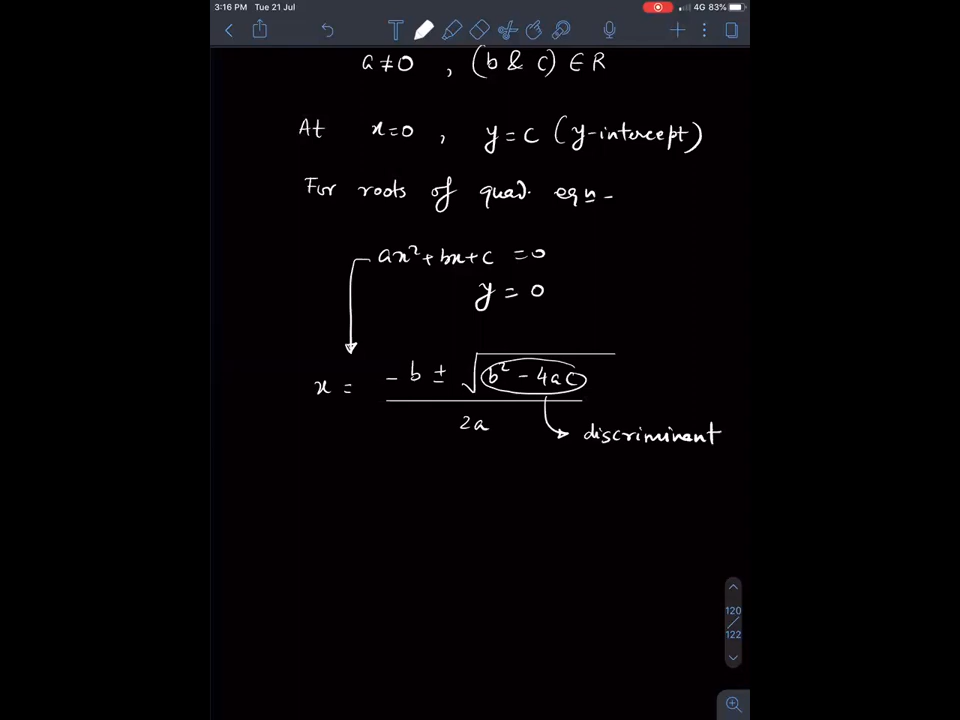 3:16 PM Tue 21 Jul 4G 83%
a ≠ 0 , (b & c) ∈ R
At x=0 , y = c (y-intercept)
For roots of quad. eqn -
ax² + bx + c = 0
y = 0
x = - b ± √b² - 4ac
2a
discriminant
120
122